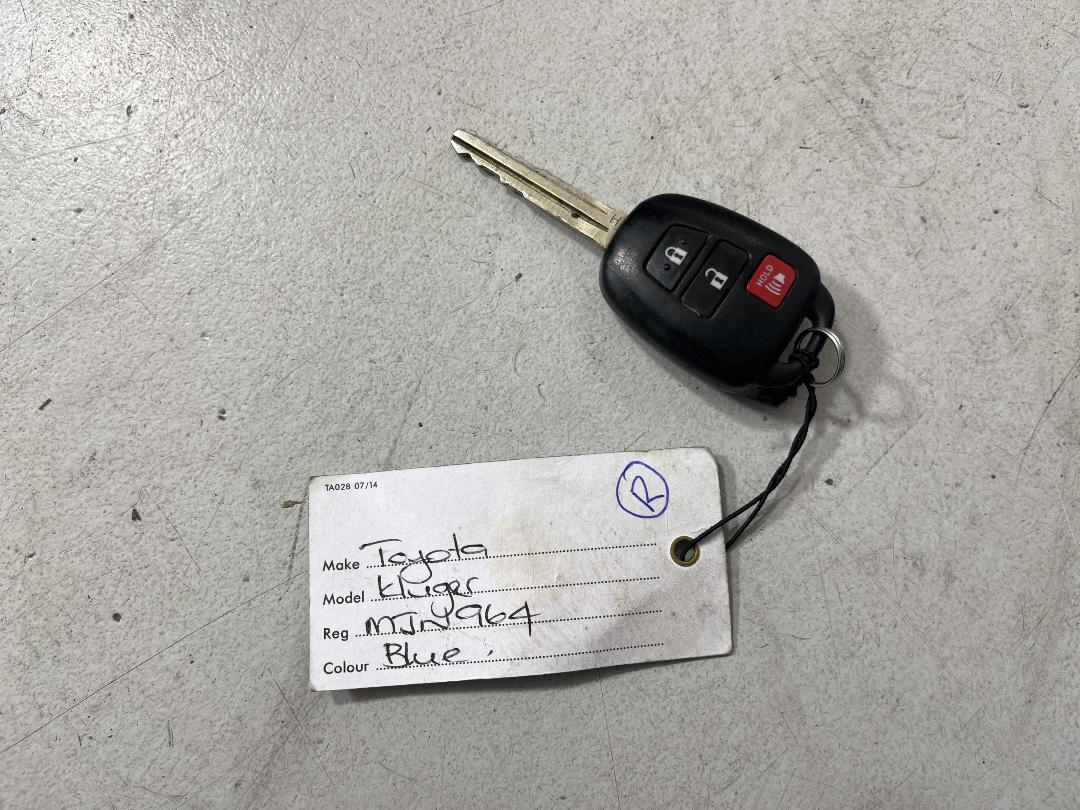 HOLD
TA028 07/14
R
Make Toyota
Model Kluger
Reg MJN964
Colour Blue.